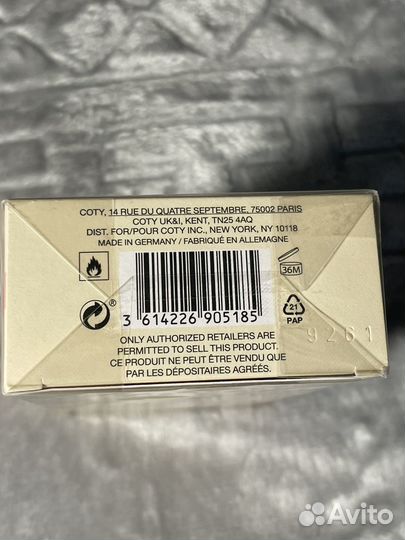 COTY, 14 RUE DU QUATRE SEPTEMBRE, 75002 PARIS
COTY UK&I, KENT, TN25 4AQ
DIST. FOR/POUR COTY INC., NEW YORK, NY 10118
MADE IN GERMANY / FABRIQUÉ EN ALLEMAGNE
36M
3 614226 905185
®
21
PAP
9261
ONLY AUTHORIZED RETAILERS ARE
PERMITTED TO SELL THIS PRODUCT.
CE PRODUIT NE PEUT ÊTRE VENDU QUE
PAR LES DÉPOSITAIRES AGRÉÉS.
Avito